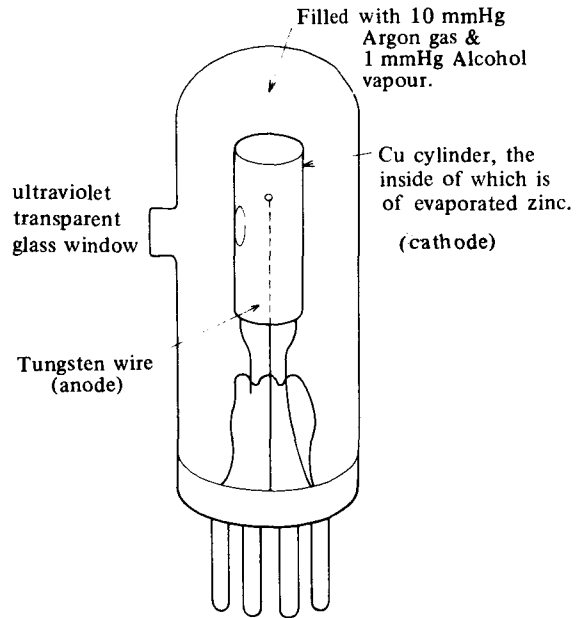 Filled with 10 mmHg
Argon gas &
1 mmHg Alcohol
vapour.
Cu cylinder, the
inside of which is
of evaporated zinc.
(cathode)
ultraviolet
transparent
glass window
Tungsten wire
(anode)